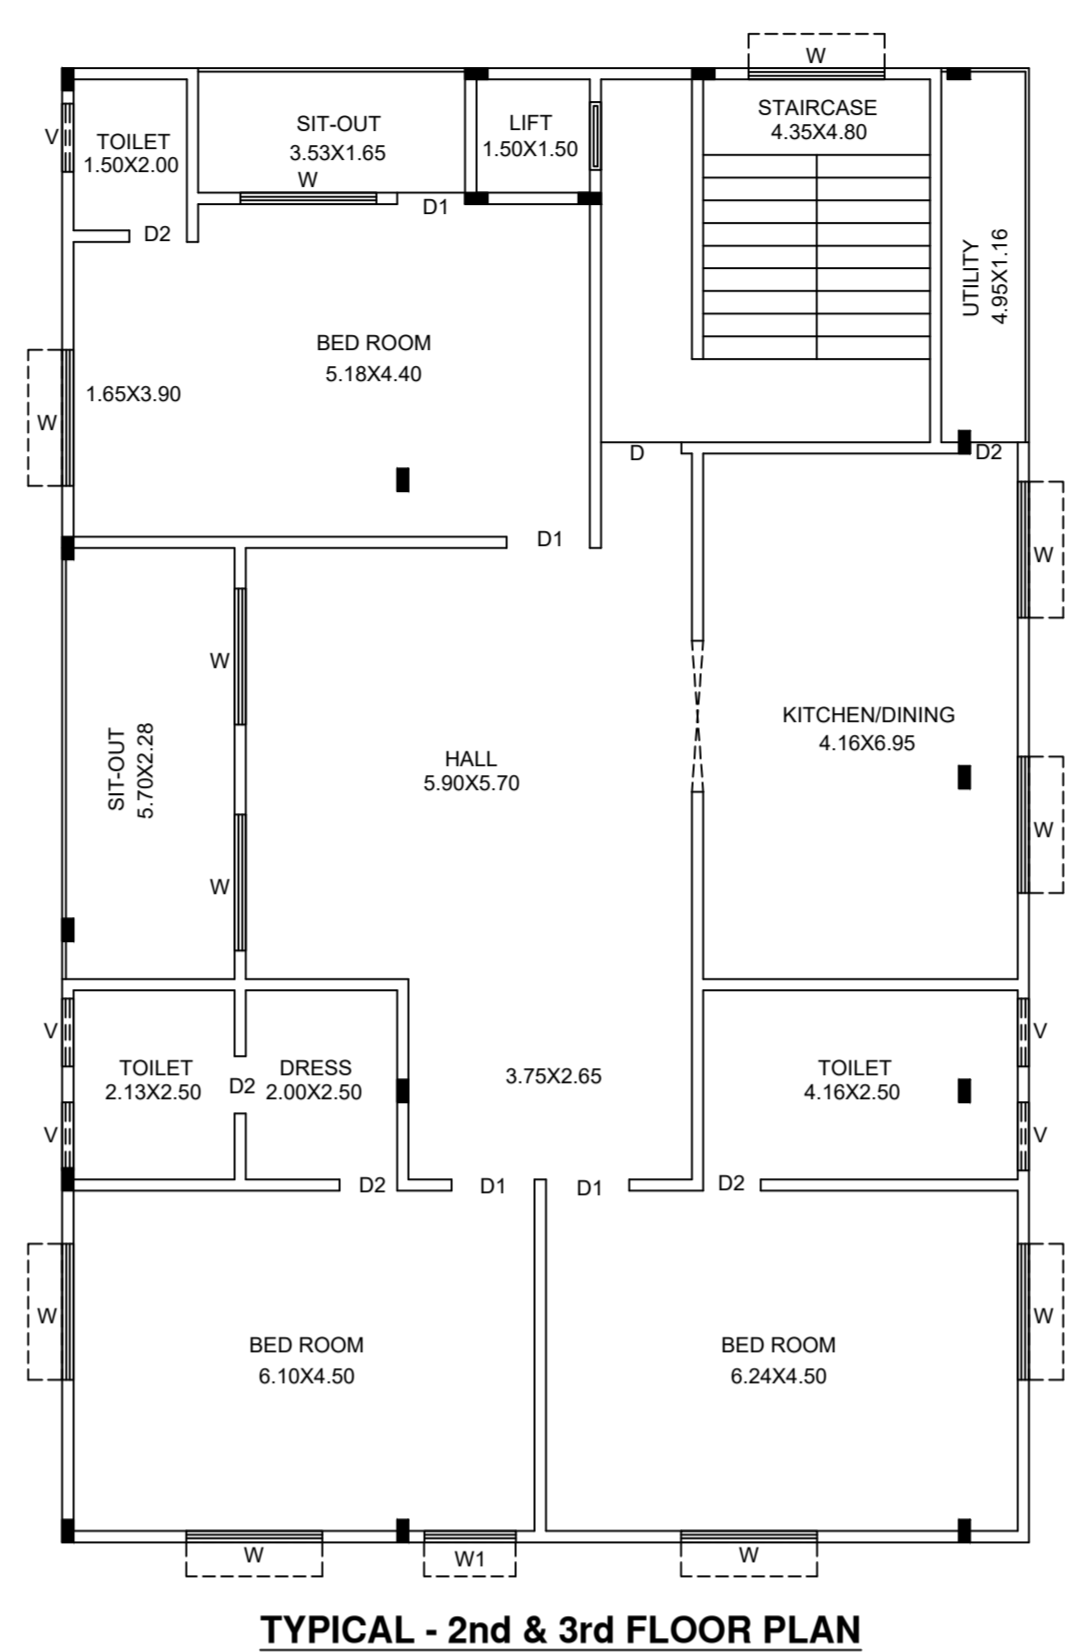 W
STAIRCASE
4.35X4.80
V
TOILET
1.50X2.00
SIT-OUT
3.53X1.65
W
LIFT
1.50X1.50
D1
D2
UTILITY
4.95X1.16
BED ROOM
5.18X4.40
1.65X3.90
W
D
D2
D1
W
W
SIT-OUT
5.70X2.28
HALL
5.90X5.70
KITCHEN/DINING
4.16X6.95
W
W
V
V
TOILET
2.13X2.50
D2
DRESS
2.00X2.50
3.75X2.65
TOILET
4.16X2.50
V
V
D2
D1
D1
D2
W
BED ROOM
6.10X4.50
BED ROOM
6.24X4.50
W
W
W1
W
TYPICAL - 2nd & 3rd FLOOR PLAN